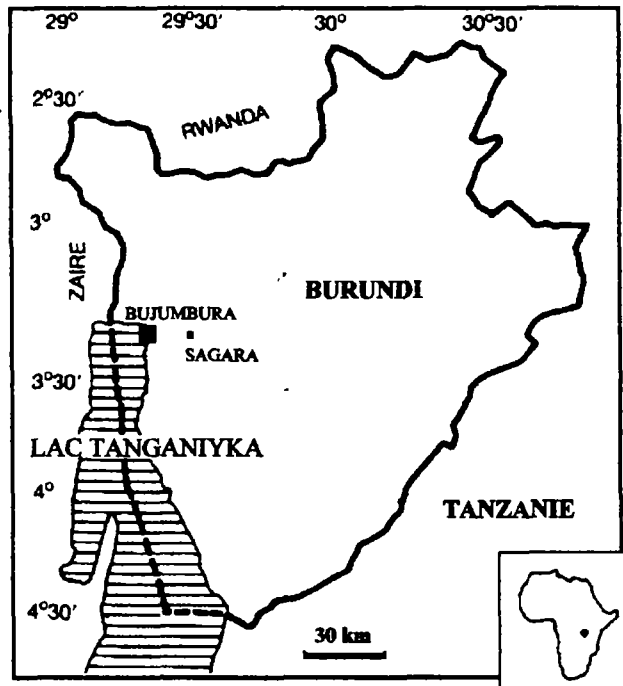 29° 29°30′ 30° 30°30′
2°30′
RWANDA
3°
ZAIRE
BURUNDI
BUJUMBURA
SAGARA
3°30′
LAC TANGANIYKA
4°
TANZANIE
4°30′
30 km